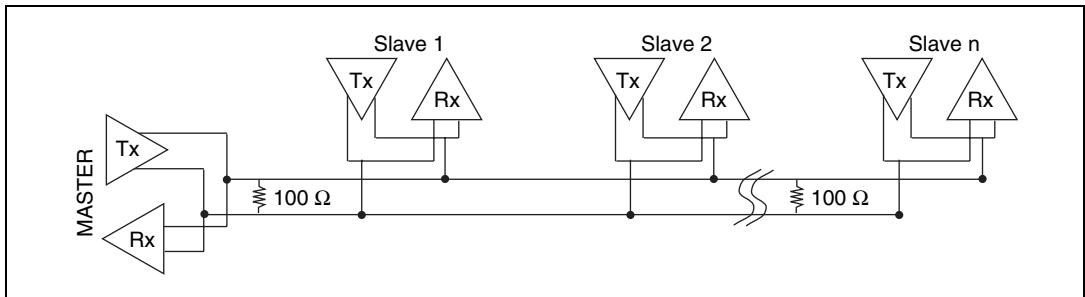 Slave 1
Slave 2
Slave n
Tx
Rx
Tx
Rx
Tx
Rx
MASTER
Tx
Rx
100 Ω
100 Ω